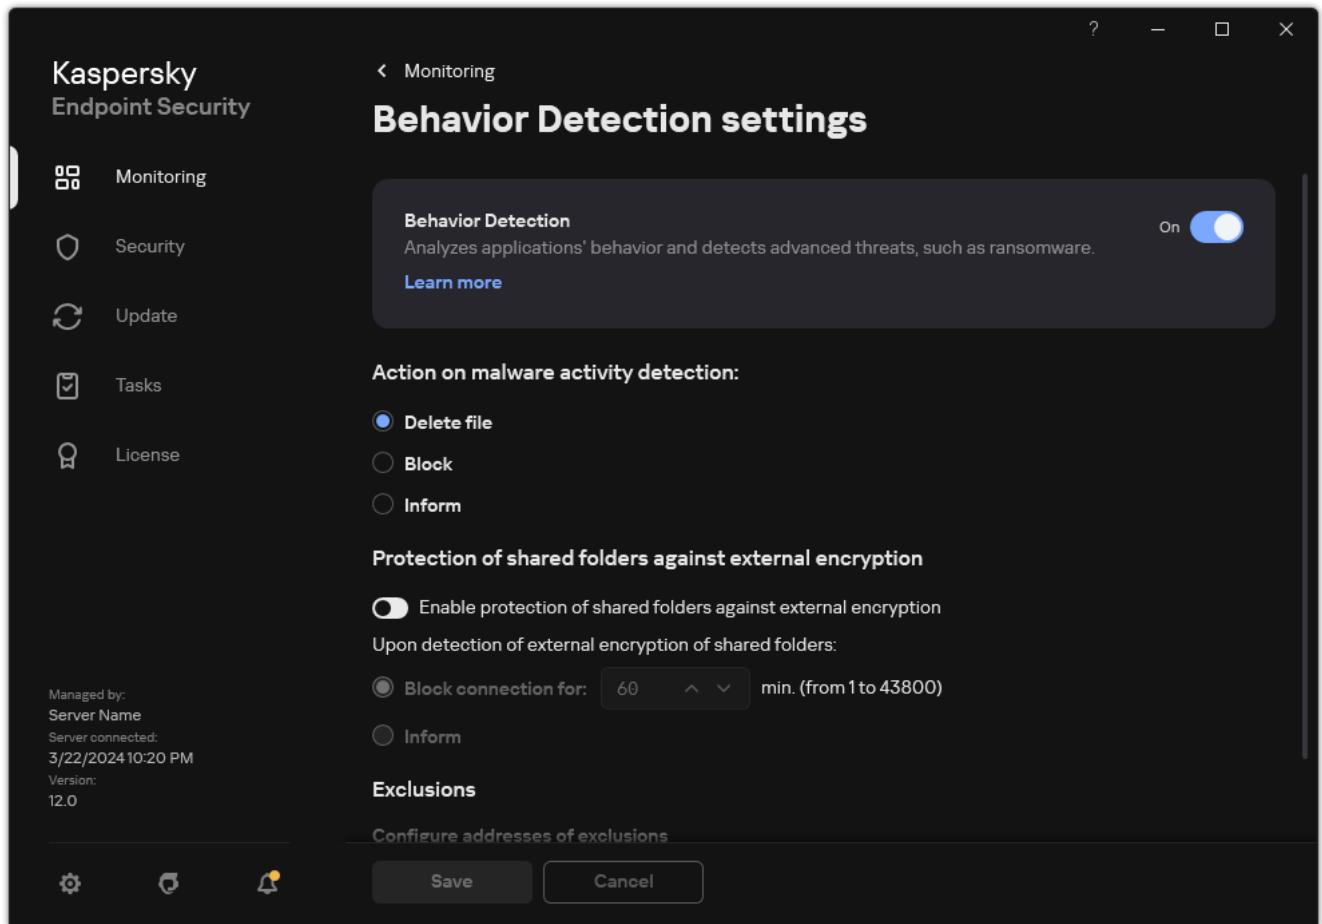 ?
Kaspersky
Endpoint Security
Monitoring
Security
Update
Tasks
License
Managed by:
Server Name
Server connected:
3/22/2024 10:20 PM
Version:
12.0
Monitoring
Behavior Detection settings
Behavior Detection
Analyzes applications' behavior and detects advanced threats, such as ransomware.
Learn more
On
Action on malware activity detection:
Delete file
Block
Inform
Protection of shared folders against external encryption
Enable protection of shared folders against external encryption
Upon detection of external encryption of shared folders:
Block connection for: 60 min. (from 1 to 43800)
Inform
Exclusions
Configure addresses of exclusions
Save Cancel